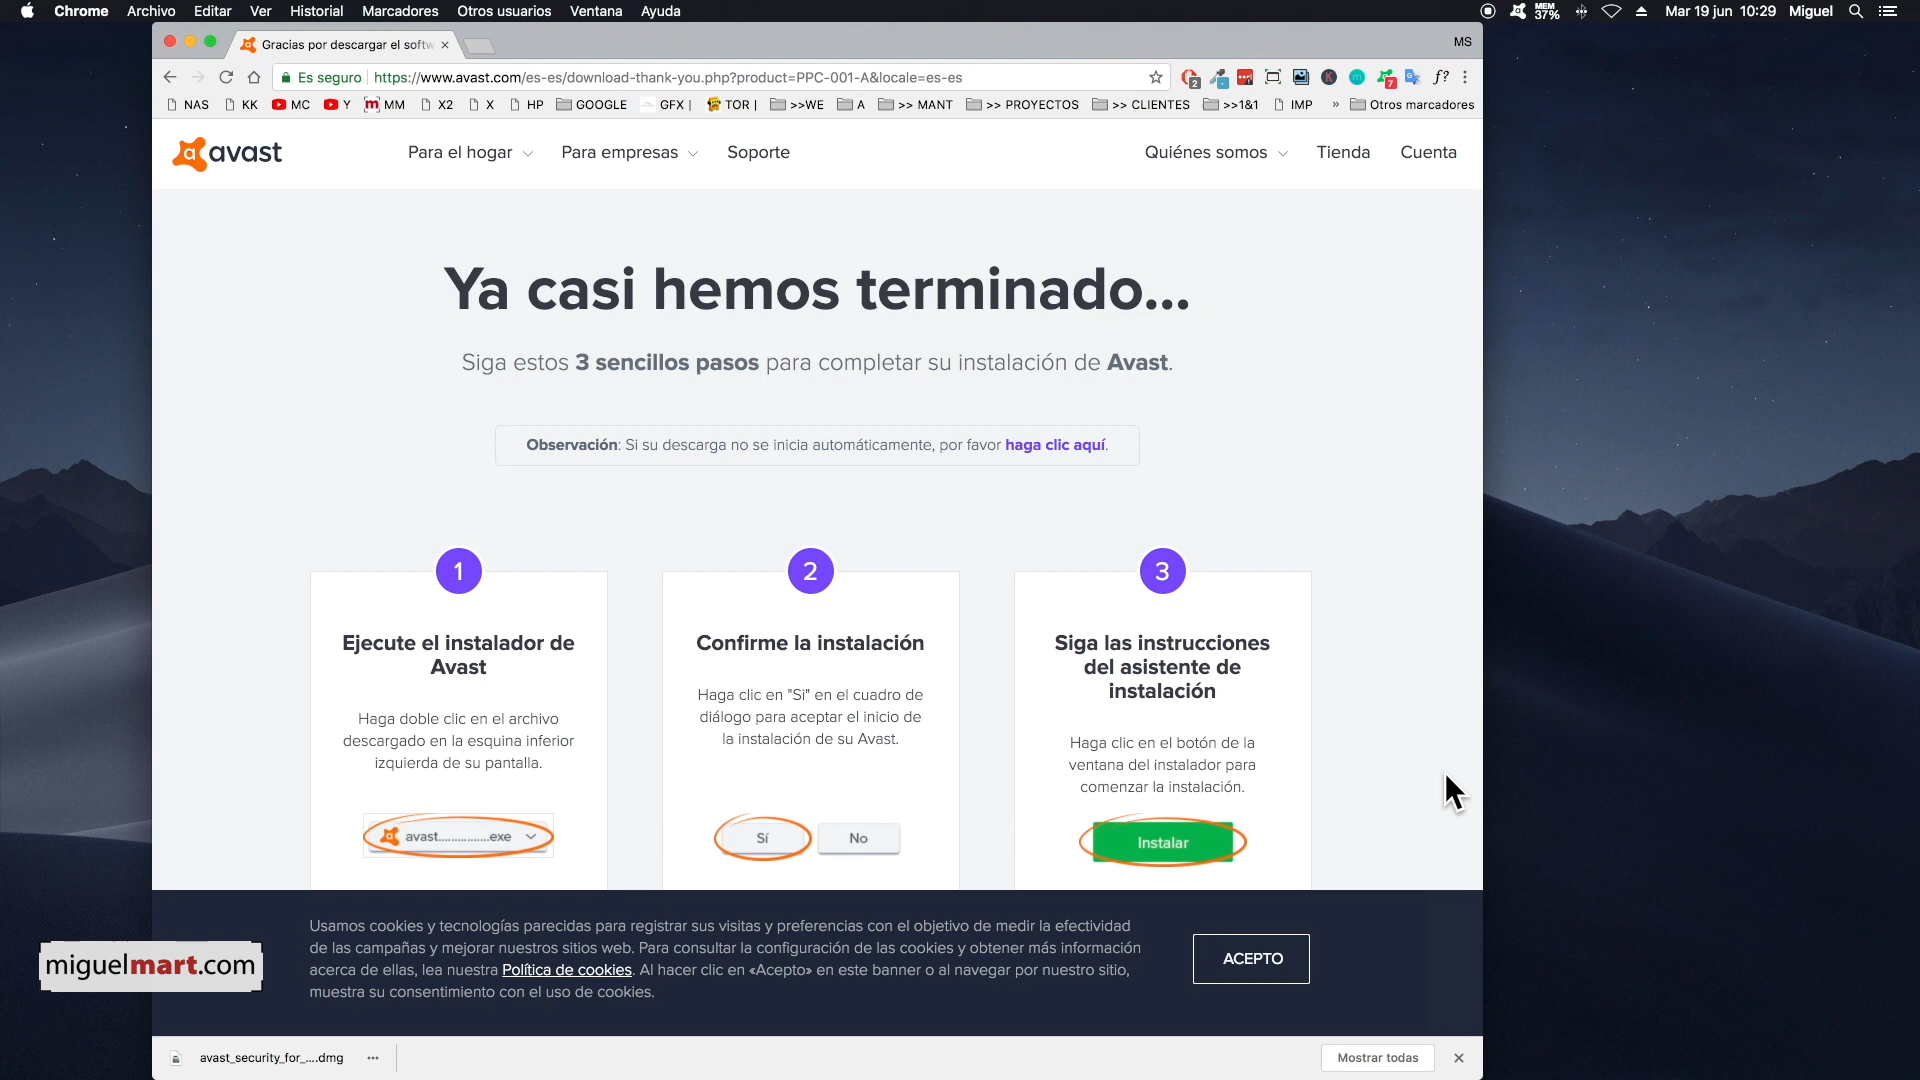 Chrome Archivo Editar Ver Historial Marcadores Otros usuarios Ventana Ayuda
MEM 37% Mar 19 jun 10:29 Miguel
Gracias por descargar el softw
MS
Es seguro https://www.avast.com/es-es/download-thank-you.php?product=PPC-001-A&locale=es-es
2 7 f?
NAS KK MC Y MM X2 X HP GOOGLE GFX | TOR | >>WE A >> MANT >> PROYECTOS >> CLIENTES >>1&1 IMP » Otros marcadores
avast Para el hogar Para empresas Soporte Quiénes somos Tienda Cuenta
Ya casi hemos terminado...
Siga estos 3 sencillos pasos para completar su instalación de Avast.
Observación: Si su descarga no se inicia automáticamente, por favor haga clic aquí.
1
Ejecute el instalador de
Avast
Haga doble clic en el archivo
descargado en la esquina inferior
izquierda de su pantalla.
avast...............exe
2
Confirme la instalación
Haga clic en "Si" en el cuadro de
diálogo para aceptar el inicio de
la instalación de su Avast.
Sí No
3
Siga las instrucciones
del asistente de
instalación
Haga clic en el botón de la
ventana del instalador para
comenzar la instalación.
Instalar
Usamos cookies y tecnologías parecidas para registrar sus visitas y preferencias con el objetivo de medir la efectividad
de las campañas y mejorar nuestros sitios web. Para consultar la configuración de las cookies y obtener más información
acerca de ellas, lea nuestra Política de cookies. Al hacer clic en «Acepto» en este banner o al navegar por nuestro sitio,
muestra su consentimiento con el uso de cookies.
ACEPTO
miguelmart.com
avast_security_for_....dmg
Mostrar todas